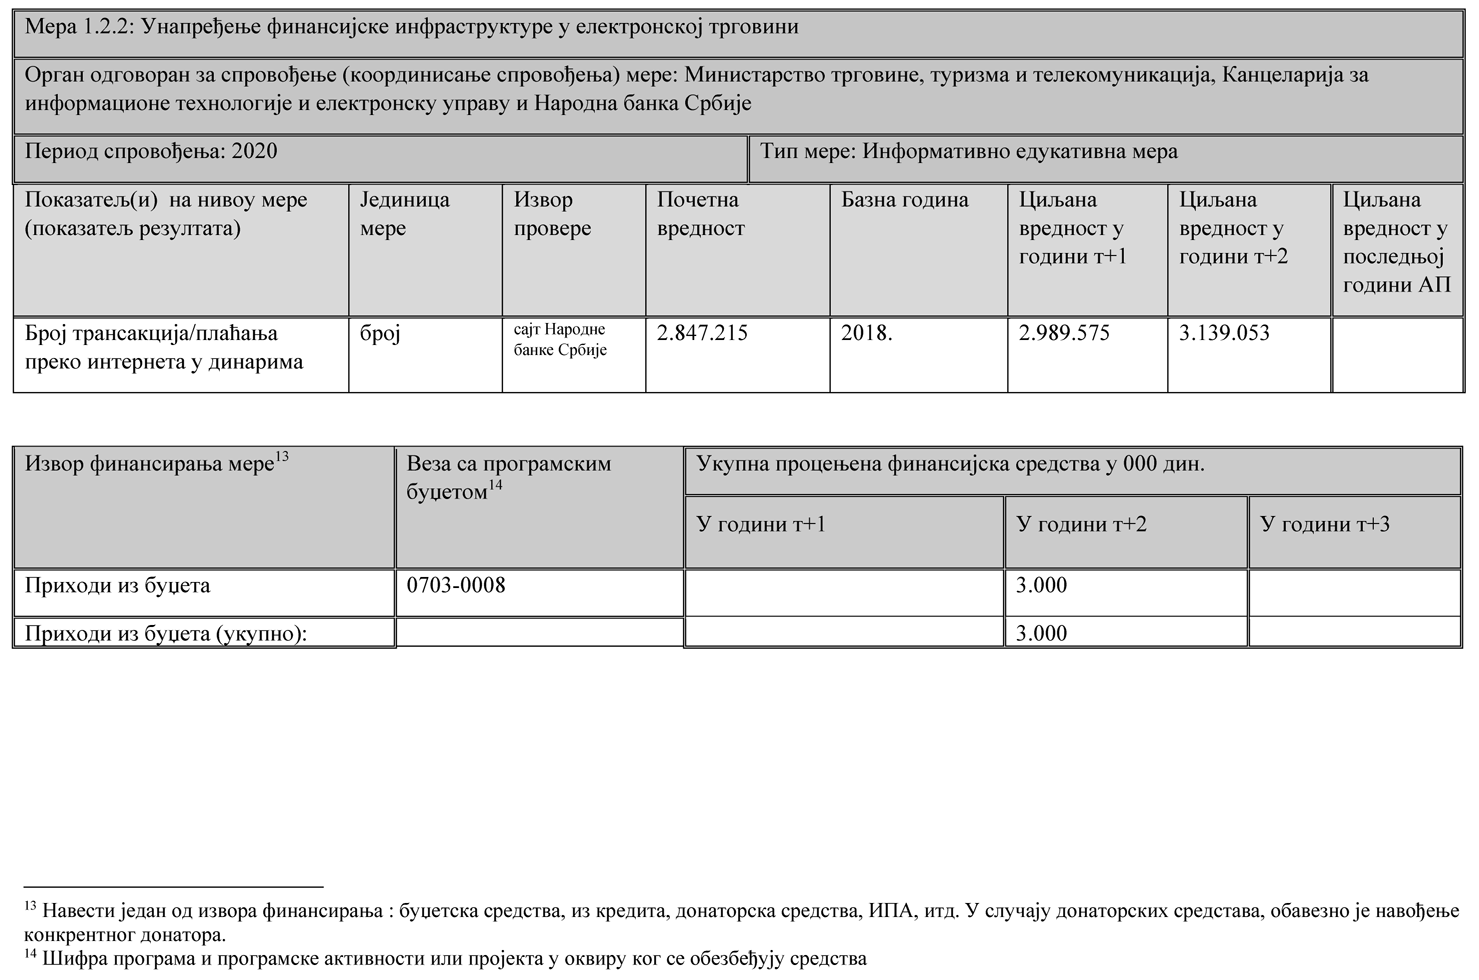 Мера 1.2.2: Унапређење финансијске инфраструктуре у електронској трговини
Орган одговоран за спровођење (координисање спровођења) мере: Министарство трговине, туризма и телекомуникација, Канцеларија за
информационе технологије и електронску управу и Народна банка Србије
Период спровођења: 2020
Тип мере: Информативно едукативна мера
Показатељ(и) на нивоу мере
(показатељ резултата)
Јединица
мере
Извор
провере
Почетна
вредност
Базна година
Циљана
вредност у
години т+1
Циљана
вредност у
години т+2
Циљана
вредност у
последњој
години АП
Број трансакција/плаћања
преко интернета у динарима
број
сајт Народне
банке Србије
2.847.215
2018.
2.989.575
3.139.053
Извор финансирања мере13
Веза са програмским
буџетом14
Укупна процењена финансијска средства у 000 дин.
У години т+1
У години т+2
У години т+3
Приходи из буџета
0703-0008
3.000
Приходи из буџета (укупно):
3.000
13 Навести један од извора финансирања : буџетска средства, из кредита, донаторска средства, ИПА, итд. У случају донаторских средстава, обавезно је навођење
конкрентног донатора.
14 Шифра програма и програмске активности или пројекта у оквиру ког се обезбеђују средства